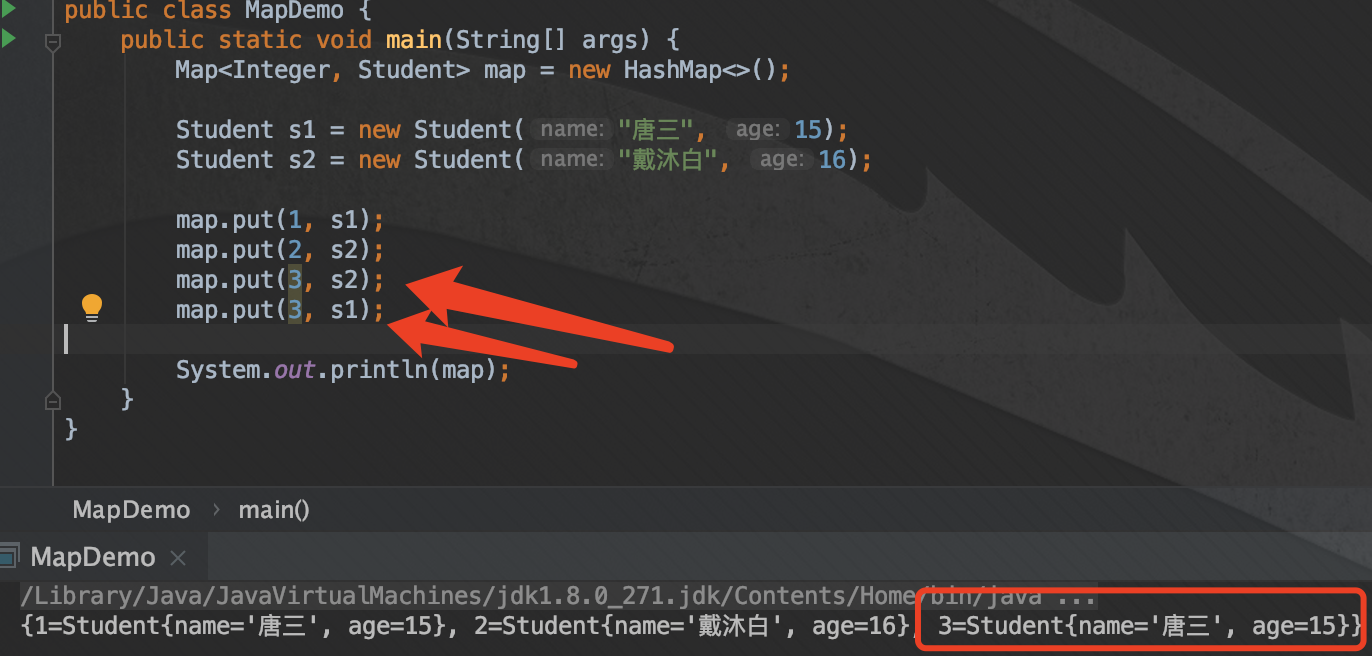 public class MapDemo {
public static void main(String[] args) {
Map<Integer, Student> map = new HashMap<>();
Student s1 = new Student( name: "唐三", age: 15);
Student s2 = new Student( name: "戴沐白", age: 16);
map.put(1, s1);
map.put(2, s2);
map.put(3, s2);
map.put(3, s1);
System.out.println(map);
}
}
MapDemo > main()
MapDemo ×
/Library/Java/JavaVirtualMachines/jdk1.8.0_271.jdk/Contents/Home/bin/java ...
{1=Student{name='唐三', age=15}, 2=Student{name='戴沐白', age=16}, 3=Student{name='唐三', age=15}}